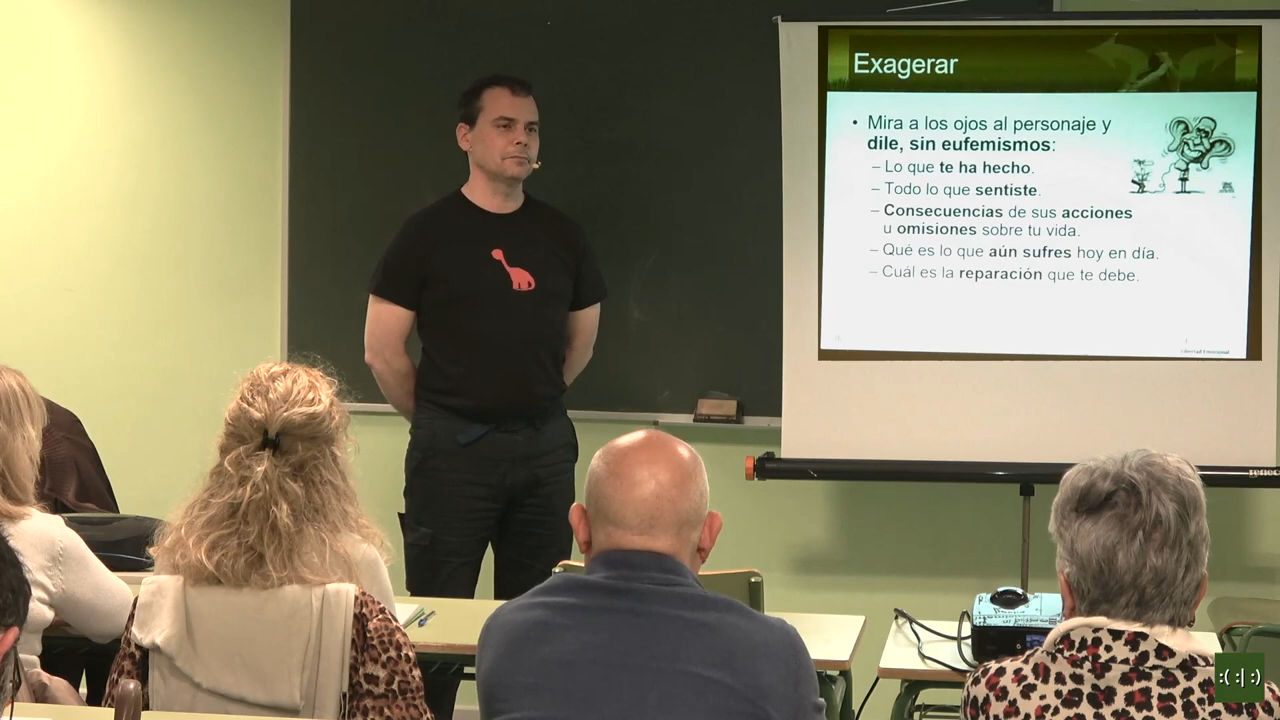 Exagerar
• Mira a los ojos al personaje y
dile, sin eufemismos:
– Lo que te ha hecho.
– Todo lo que sentiste.
– Consecuencias de sus acciones
u omisiones sobre tu vida.
– Qué es lo que aún sufres hoy en día.
– Cuál es la reparación que te debe.
Libertad Emocional
:( :| :)